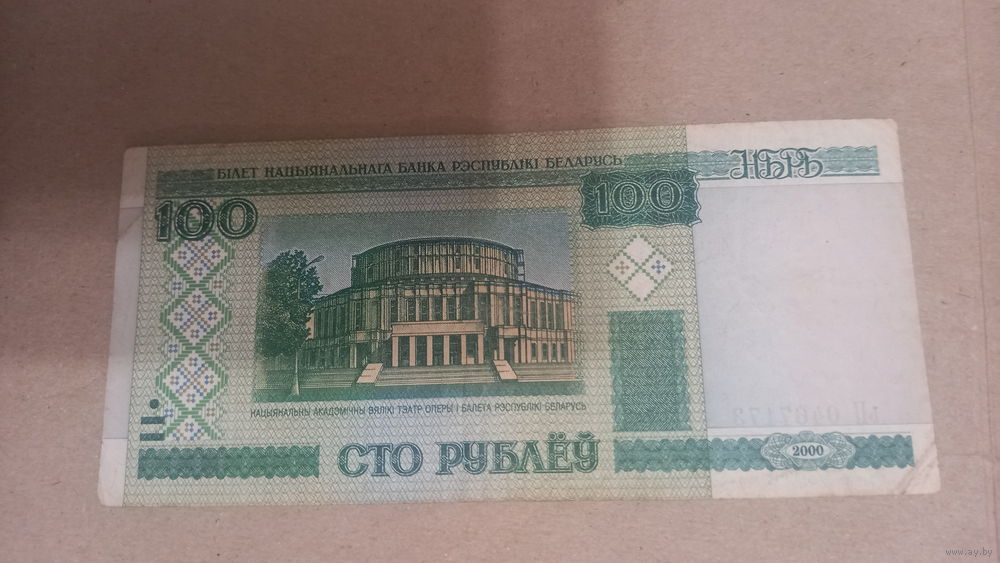 БІЛЕТ НАЦЫЯНАЛЬНАГА БАНКА РЭСПУБЛІКІ БЕЛАРУСЬ
НБРБ
100
100
НАЦЫЯНАЛЬНЫ АКАДЭМІЧНЫ ВЯЛІКІ ТЭАТР ОПЕРЫ І БАЛЕТА РЭСПУБЛІКІ БЕЛАРУСЬ
СТО РУБЛЁЎ
2000
www.ay.by